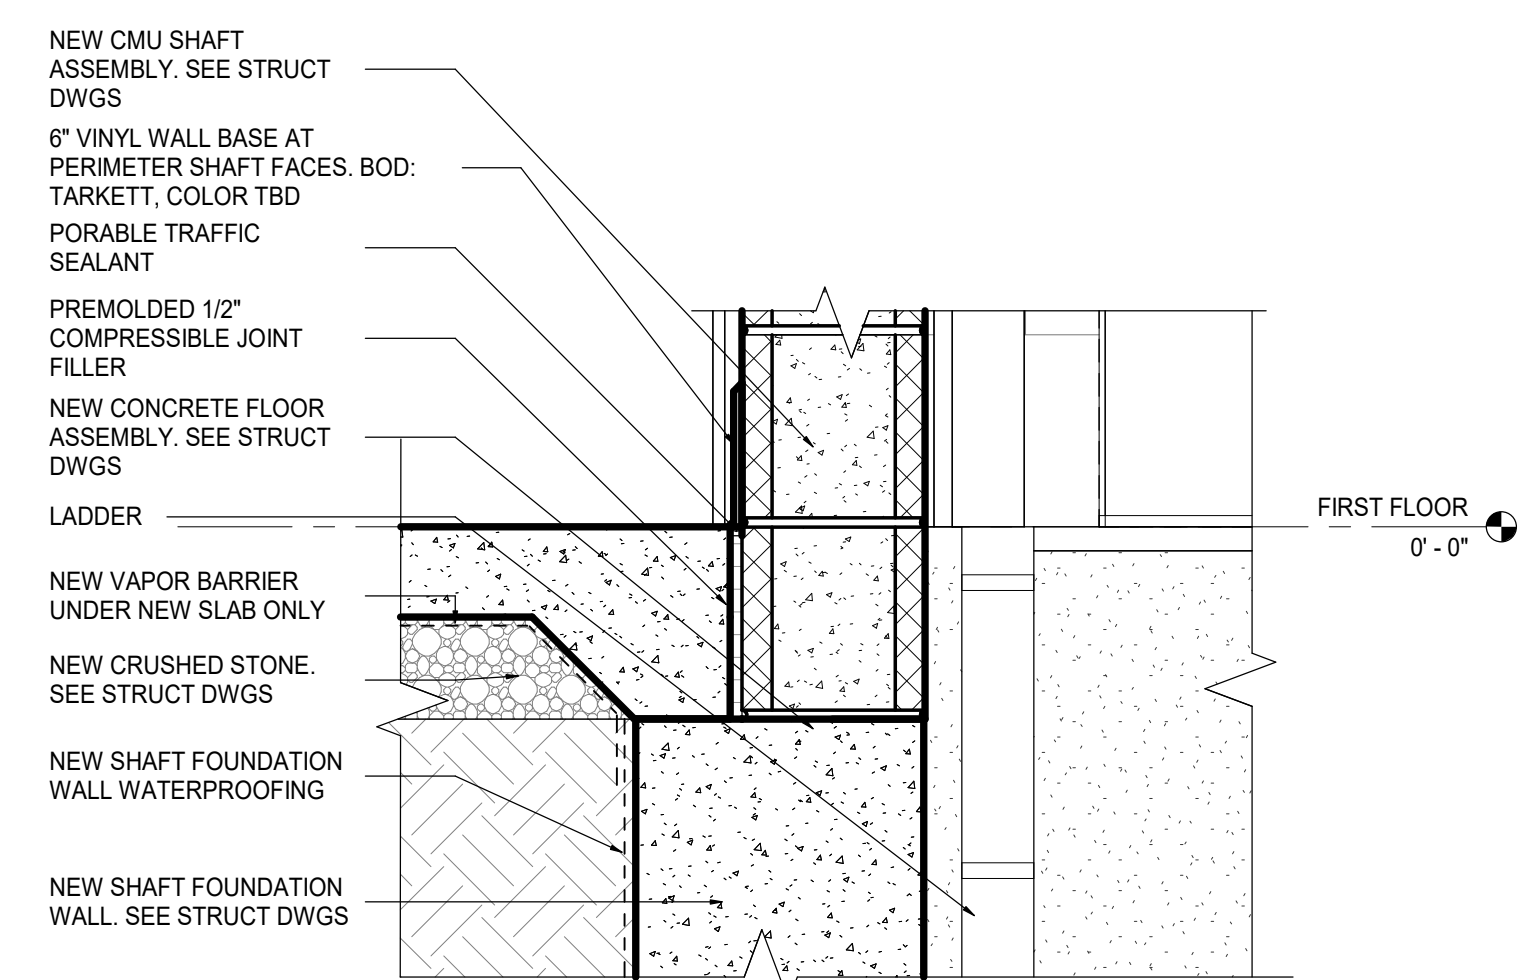 NEW CMU SHAFT
ASSEMBLY. SEE STRUCT
DWGS
6" VINYL WALL BASE AT
PERIMETER SHAFT FACES. BOD:
TARKETT, COLOR TBD
PORABLE TRAFFIC
SEALANT
PREMOLDED 1/2"
COMPRESSIBLE JOINT
FILLER
NEW CONCRETE FLOOR
ASSEMBLY. SEE STRUCT
DWGS
LADDER
NEW VAPOR BARRIER
UNDER NEW SLAB ONLY
NEW CRUSHED STONE.
SEE STRUCT DWGS
NEW SHAFT FOUNDATION
WALL WATERPROOFING
NEW SHAFT FOUNDATION
WALL. SEE STRUCT DWGS
FIRST FLOOR
0' - 0"